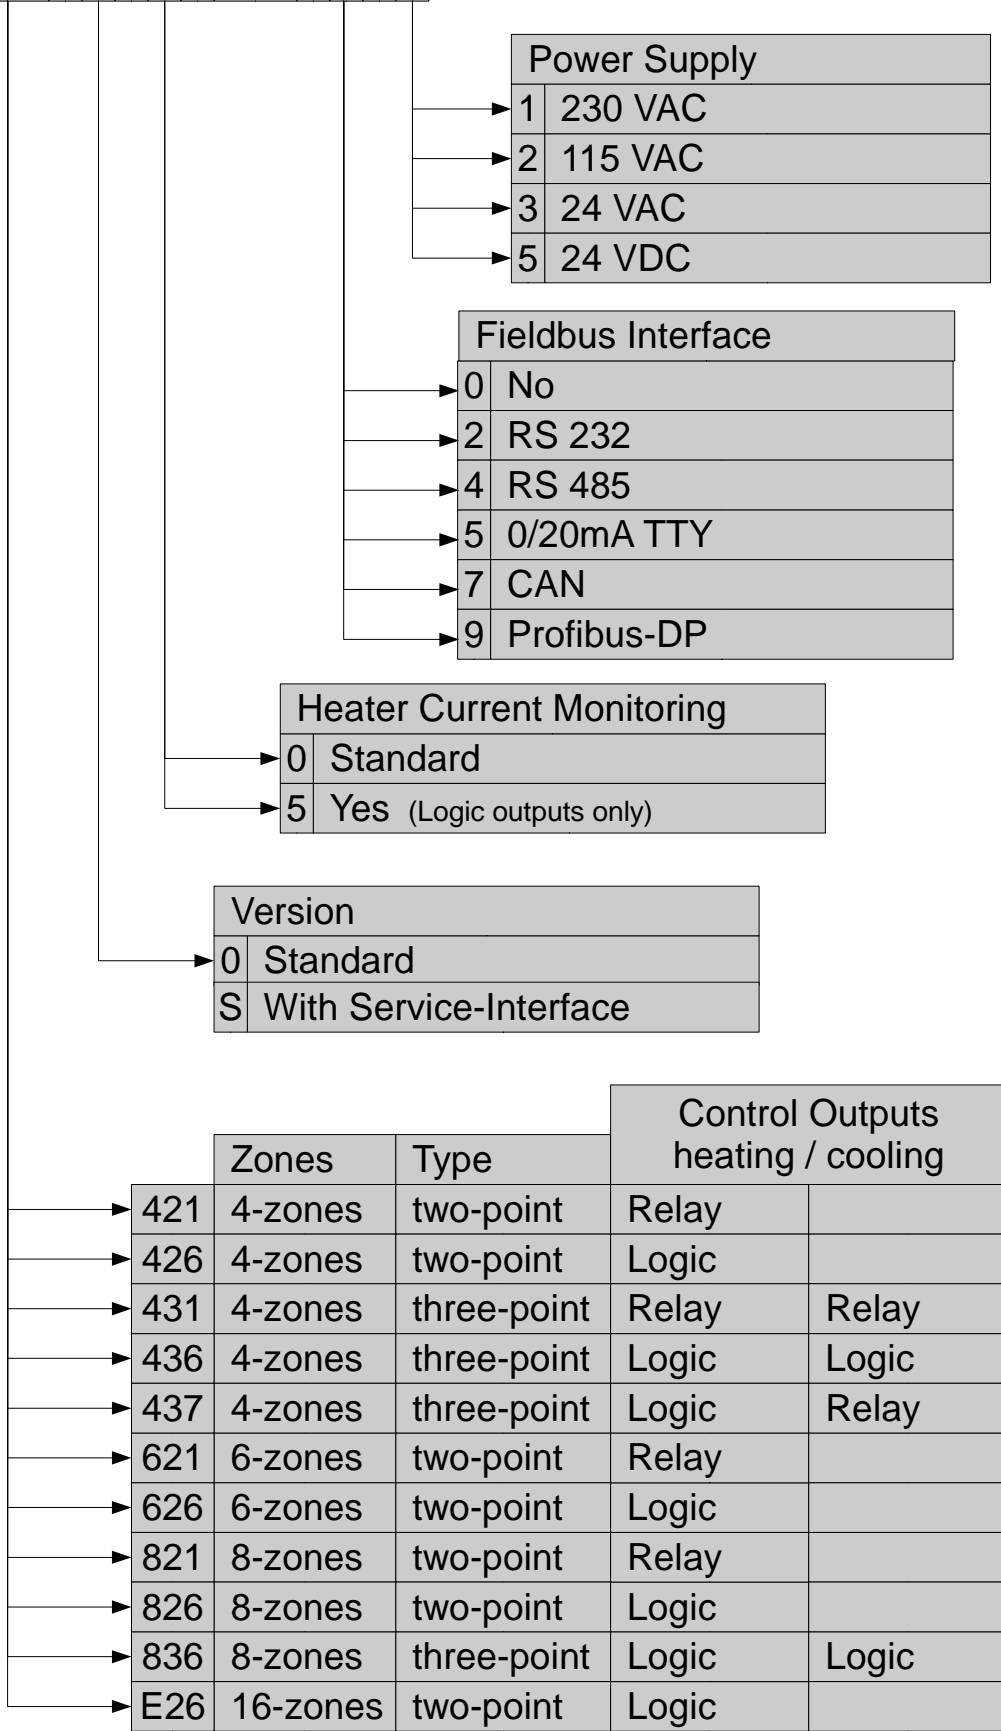 Power Supply
1 230 VAC
2 115 VAC
3 24 VAC
5 24 VDC
Fieldbus Interface
0 No
2 RS 232
4 RS 485
5 0/20mA TTY
7 CAN
9 Profibus-DP
Heater Current Monitoring
0 Standard
5 Yes (Logic outputs only)
Version
0 Standard
S With Service-Interface
Control Outputs
Zones Type heating / cooling
421 4-zones two-point Relay
426 4-zones two-point Logic
431 4-zones three-point Relay Relay
436 4-zones three-point Logic Logic
437 4-zones three-point Logic Relay
621 6-zones two-point Relay
626 6-zones two-point Logic
821 8-zones two-point Relay
826 8-zones two-point Logic
836 8-zones three-point Logic Logic
E26 16-zones two-point Logic